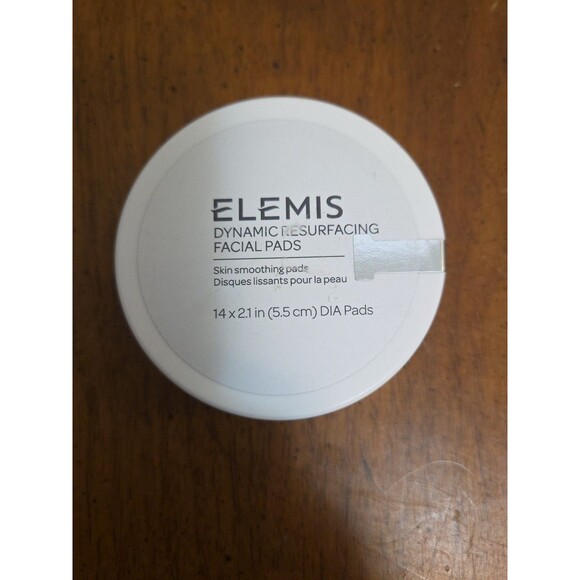 ELEMIS
DYNAMIC RESURFACING
FACIAL PADS
Skin smoothing pads
Disques lissants pour la peau
14 x 2.1 in (5.5 cm) DIA Pads